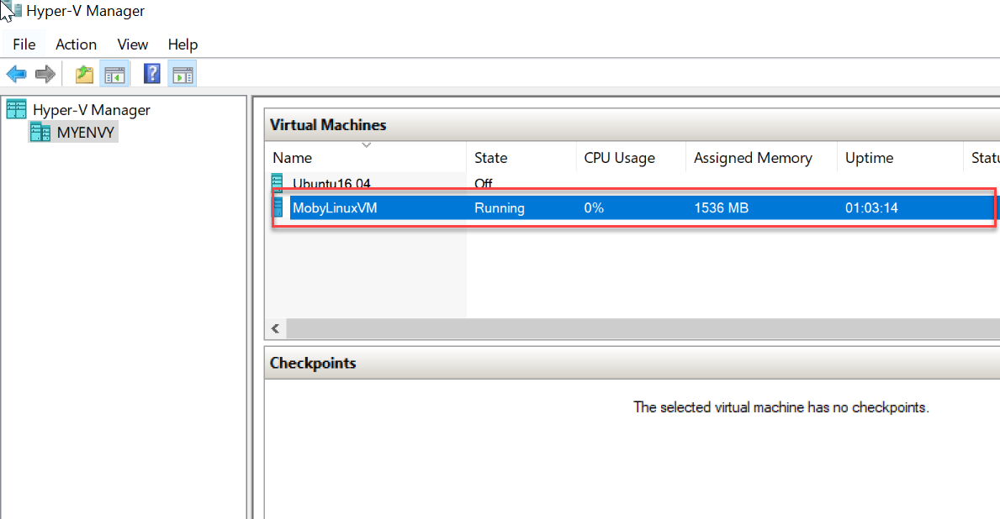 Hyper-V Manager
File Action View Help
Hyper-V Manager
MYENVY
Virtual Machines
Name State CPU Usage Assigned Memory Uptime Statu
Ubuntu16.04 Off
MobyLinuxVM Running 0% 1536 MB 01:03:14
Checkpoints
The selected virtual machine has no checkpoints.